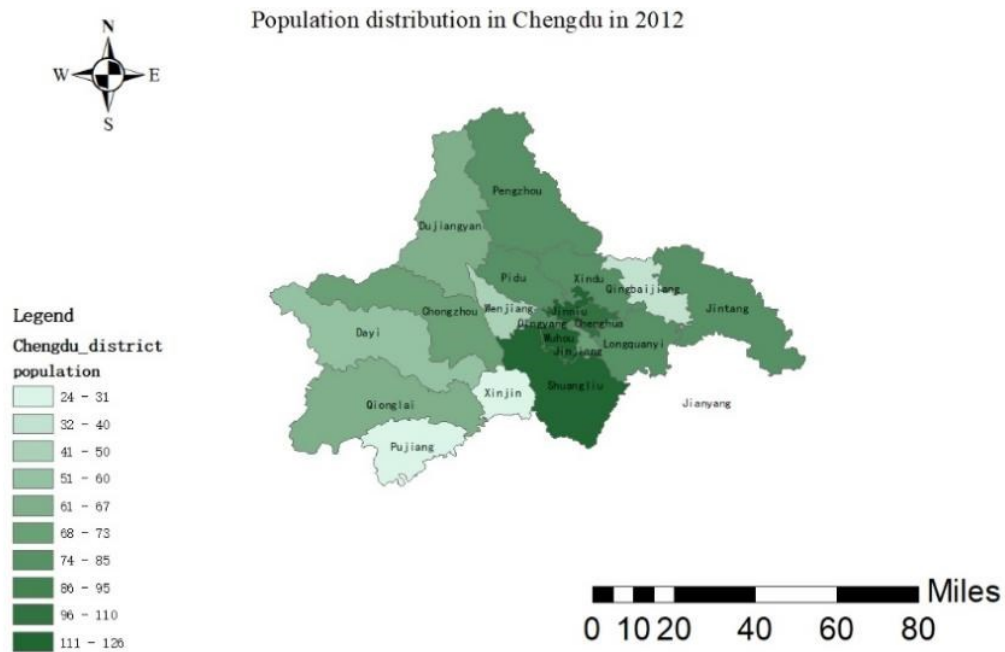 Population distribution in Chengdu in 2012
N
W E
S
Pengzhou
Dujiangyan
Pidu
Xindu
Qingbaijiang
Jintang
Chongzhou
Wenjiang
Jinniu
Qingyang Chenghua
Dayi
Wuhou
Longquanyi
Jinjiang
Shuangliu
Xinjin
Jianyang
Qionglai
Pujiang
Legend
Chengdu_district
population
24 - 31
32 - 40
41 - 50
51 - 60
61 - 67
68 - 73
74 - 85
86 - 95
96 - 110
111 - 126
Miles
0 10 20 40 60 80